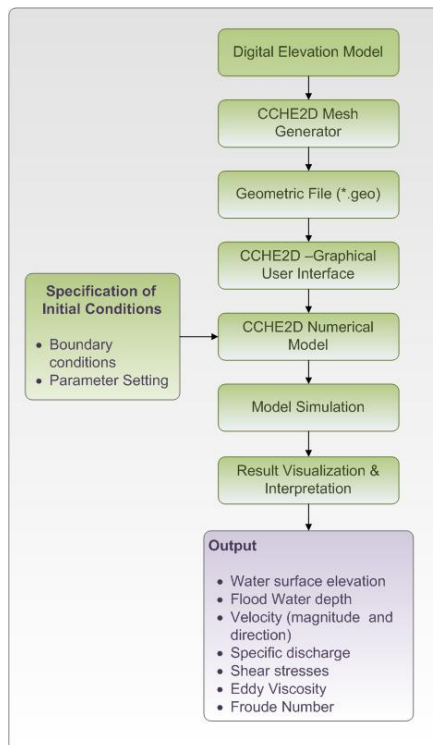 Digital Elevation Model
CCHE2D Mesh
Generator
Geometric File (*.geo)
CCHE2D –Graphical
User Interface
Specification of
Initial Conditions
• Boundary
conditions
• Parameter Setting
CCHE2D Numerical
Model
Model Simulation
Result Visualization &
Interpretation
Output
• Water surface elevation
• Flood Water depth
• Velocity (magnitude and
direction)
• Specific discharge
• Shear stresses
• Eddy Viscosity
• Froude Number